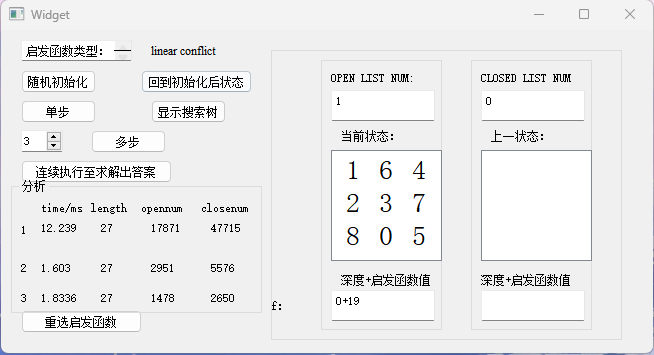 Widget
启发函数类型: linear conflict
随机初始化 回到初始化后状态
单步 显示搜索树
3 多步
连续执行至求解出答案
分析
time/ms length opennum closenum
1 12.239 27 17871 47715
2 1.603 27 2951 5576
3 1.8336 27 1478 2650
重选启发函数
f:
OPEN LIST NUM:
1
当前状态:
1 6 4
2 3 7
8 0 5
深度+启发函数值
0+19
CLOSED LIST NUM
0
上一状态:
深度+启发函数值